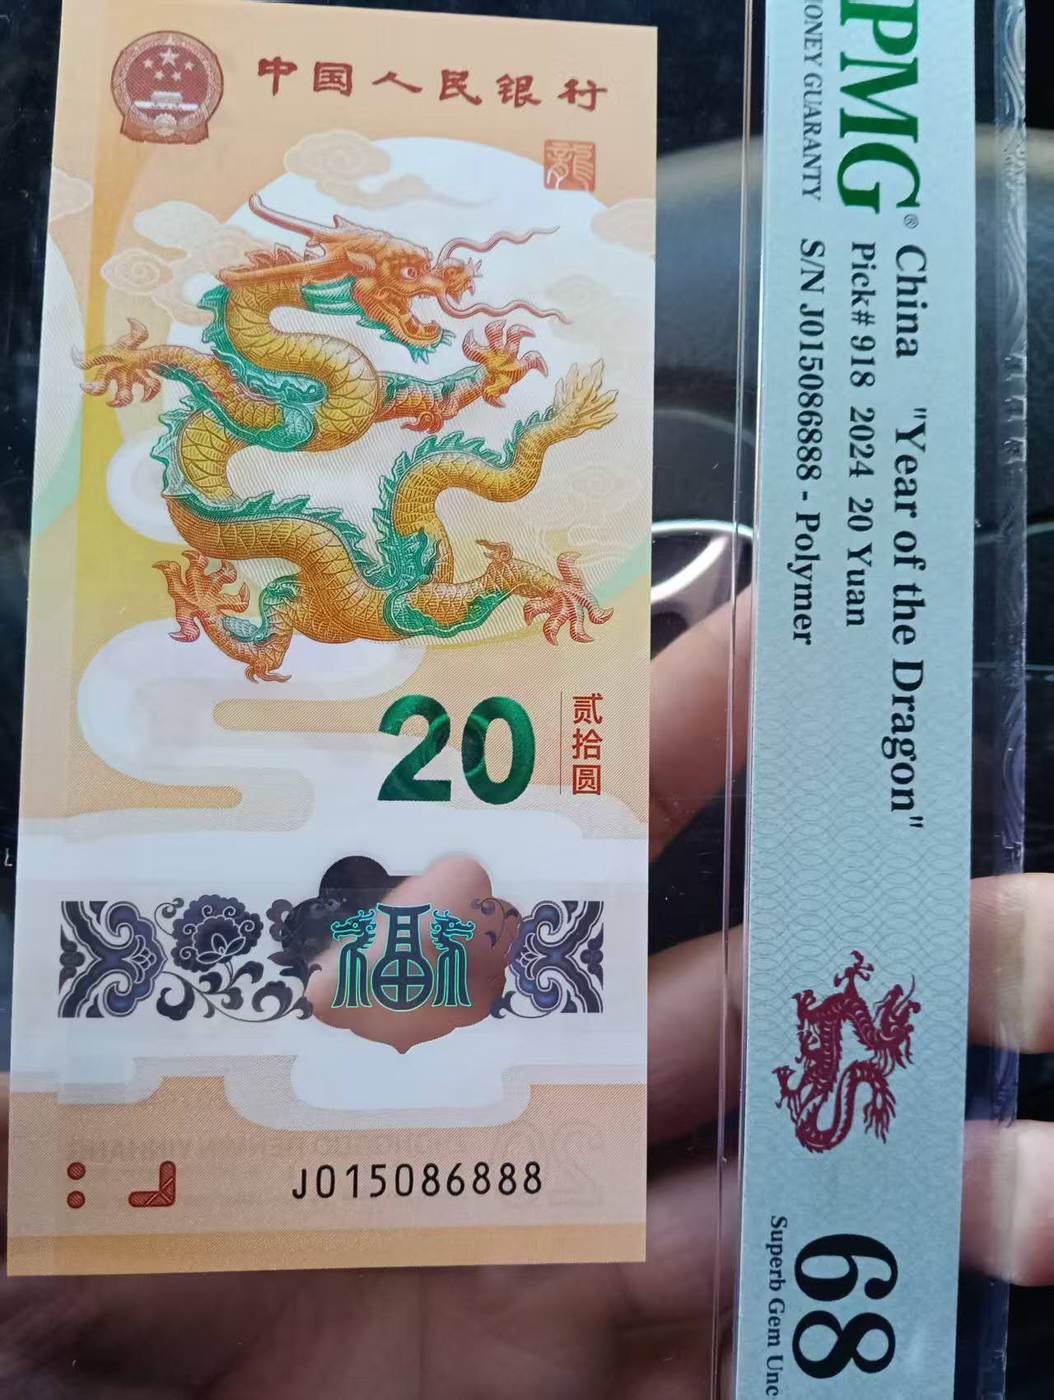 中国人民银行
龍
20
贰拾圆
福
J015086888
PMG
MONEY GUARANTY
®
China "Year of the Dragon"
Pick# 918 2024 20 Yuan
S/N J015086888 - Polymer
68
Superb Gem Unc